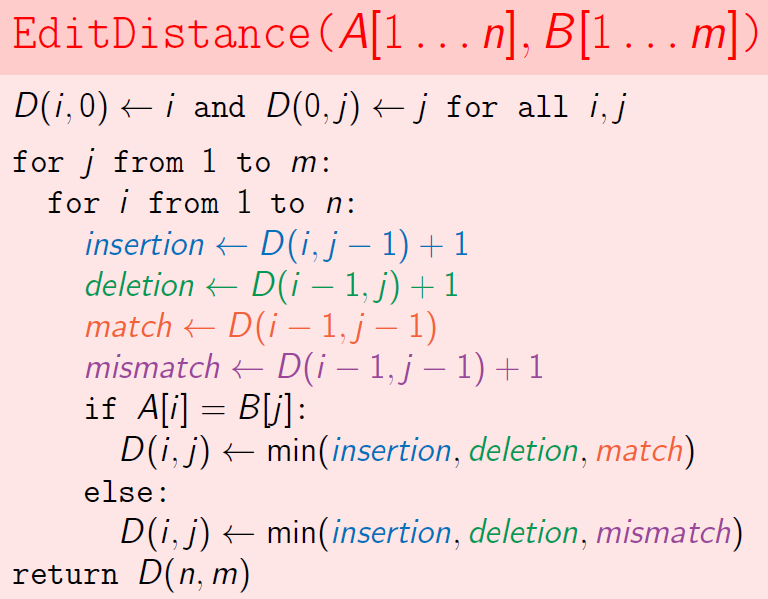 EditDistance(A[1 … n], B[1 … m])
D(i, 0) ← i and D(0, j) ← j for all i, j
for j from 1 to m:
for i from 1 to n:
insertion ← D(i, j − 1) + 1
deletion ← D(i − 1, j) + 1
match ← D(i − 1, j − 1)
mismatch ← D(i − 1, j − 1) + 1
if A[i] = B[j]:
D(i, j) ← min(insertion, deletion, match)
else:
D(i, j) ← min(insertion, deletion, mismatch)
return D(n, m)